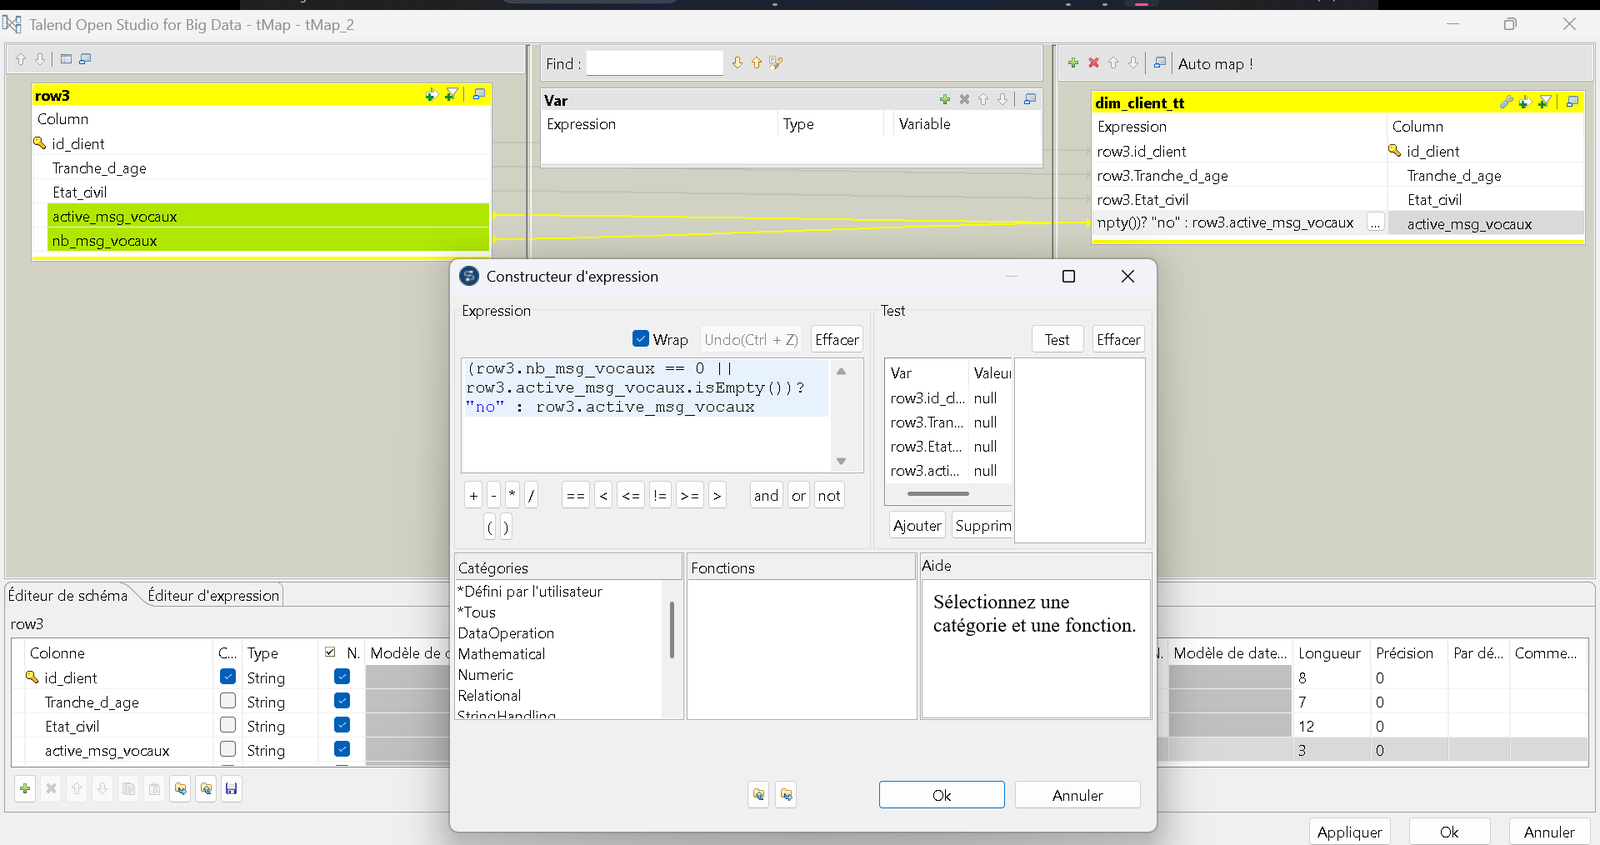 Talend Open Studio for Big Data - tMap - tMap_2
Find :
Auto map !
row3
Column
id_client
Tranche_d_age
Etat_civil
active_msg_vocaux
nb_msg_vocaux
Var
Expression Type Variable
dim_client_tt
Expression Column
row3.id_client id_client
row3.Tranche_d_age Tranche_d_age
row3.Etat_civil Etat_civil
npty())? "no" : row3.active_msg_vocaux ... active_msg_vocaux
Constructeur d'expression
Expression
Wrap Undo(Ctrl + Z) Effacer
(row3.nb_msg_vocaux == 0 ||
row3.active_msg_vocaux.isEmpty())?
"no" : row3.active_msg_vocaux
+ - * / == < <= != >= > and or not
( )
Test
Test Effacer
Var Valeu
row3.id_d... null
row3.Tran... null
row3.Etat... null
row3.acti... null
Ajouter Supprim
Catégories
*Défini par l'utilisateur
*Tous
DataOperation
Mathematical
Numeric
Relational
StringHandling
Fonctions
Aide
Sélectionnez une
catégorie et une fonction.
Ok Annuler
Éditeur de schéma Éditeur d'expression
row3
Colonne C... Type N. Modèle de d
id_client String
Tranche_d_age String
Etat_civil String
active_msg_vocaux String
Modèle de date... Longueur Précision Par dé... Comme...
8 0
7 0
12 0
3 0
Appliquer Ok Annuler